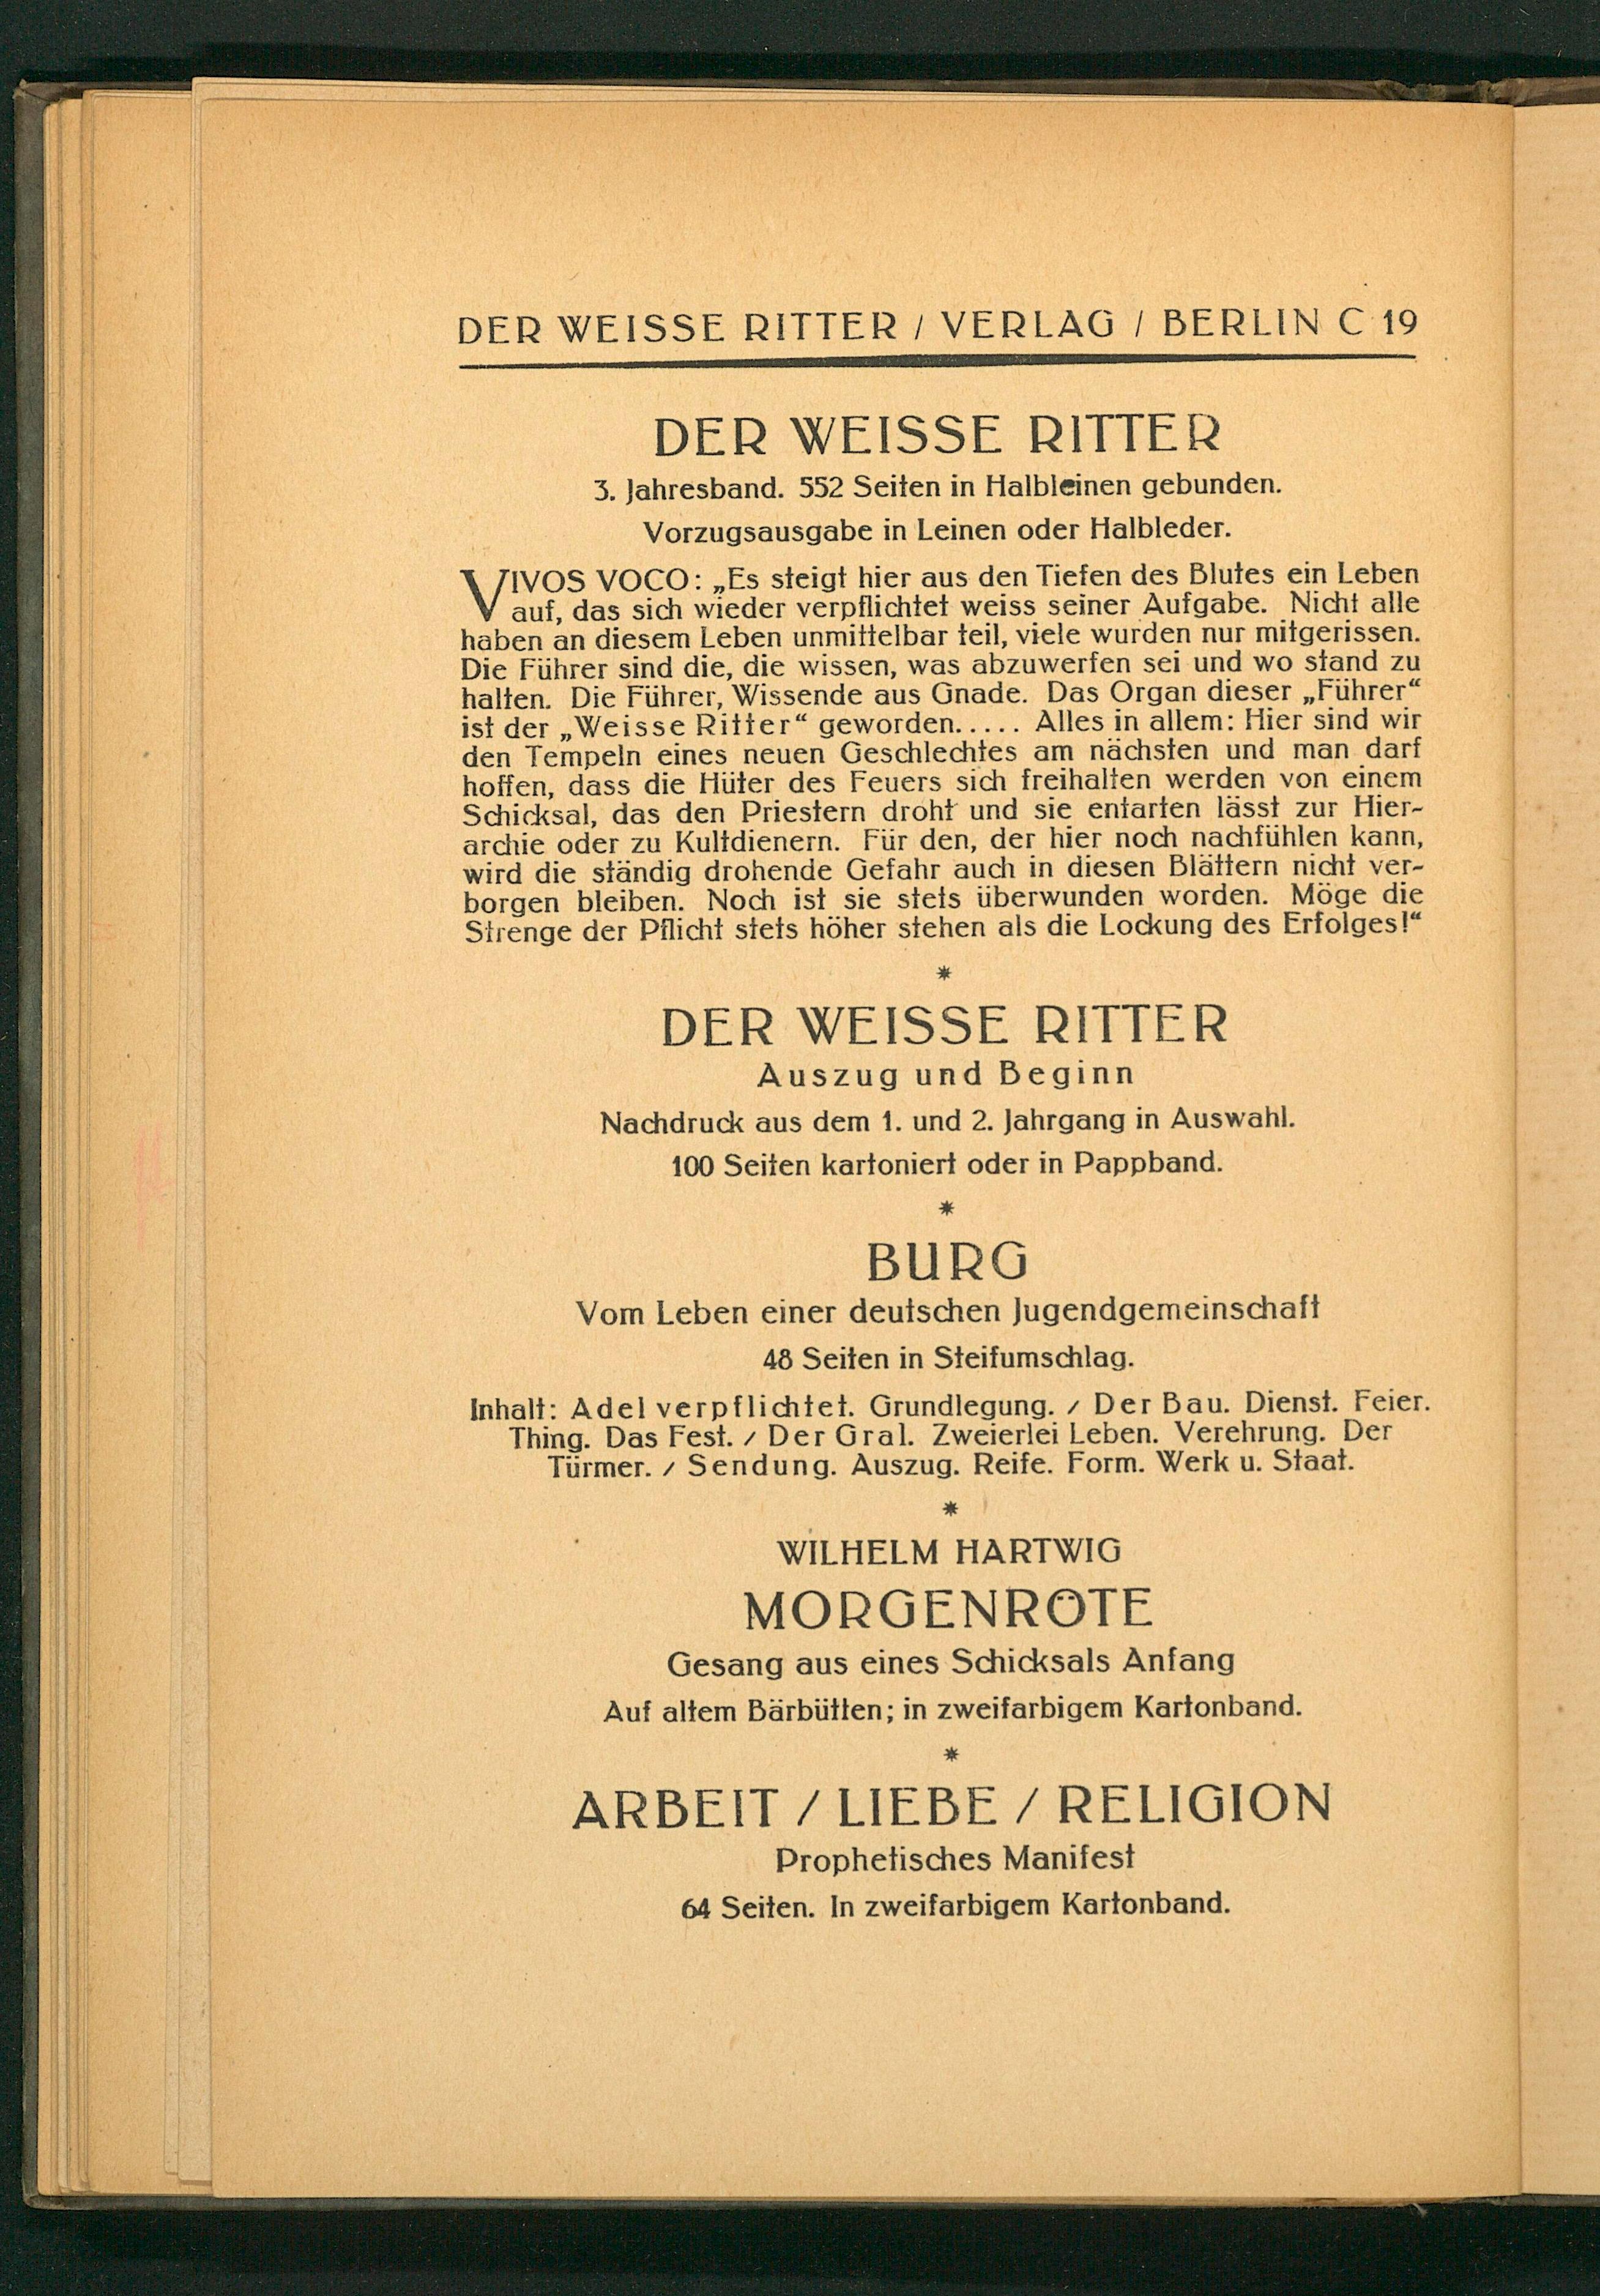 DER WEISSE RITTER / VERLAG / BERLIN C 19
DER WEISSE RITTER
3. Jahresband. 552 Seiten in Halbleinen gebunden.
Vorzugsausgabe in Leinen oder Halbleder.
VIVOS VOCO: „Es steigt hier aus den Tiefen des Blutes ein Leben
auf, das sich wieder verpflichtet weiss seiner Aufgabe. Nicht alle
haben an diesem Leben unmittelbar teil, viele wurden nur mitgerissen.
Die Führer sind die, die wissen, was abzuwerfen sei und wo stand zu
halten. Die Führer, Wissende aus Gnade. Das Organ dieser „Führer“
ist der „Weisse Ritter“ geworden..... Alles in allem: Hier sind wir
den Tempeln eines neuen Geschlechtes am nächsten und man darf
hoffen, dass die Hüter des Feuers sich freihalten werden von einem
Schicksal, das den Priestern droht und sie entarten lässt zur Hier-
archie oder zu Kultdienern. Für den, der hier noch nachfühlen kann,
wird die ständig drohende Gefahr auch in diesen Blättern nicht ver-
borgen bleiben. Noch ist sie stets überwunden worden. Möge die
Strenge der Pflicht stets höher stehen als die Lockung des Erfolges!“
*
DER WEISSE RITTER
Auszug und Beginn
Nachdruck aus dem 1. und 2. Jahrgang in Auswahl.
100 Seiten kartoniert oder in Pappband.
*
BURG
Vom Leben einer deutschen Jugendgemeinschaft
48 Seiten in Steifumschlag.
Inhalt: Adel verpflichtet. Grundlegung. / Der Bau. Dienst. Feier.
Thing. Das Fest. / Der Gral. Zweierlei Leben. Verehrung. Der
Türmer. / Sendung. Auszug. Reife. Form. Werk u. Staat.
*
WILHELM HARTWIG
MORGENRÖTE
Gesang aus eines Schicksals Anfang
Auf altem Bärbütten; in zweifarbigem Kartonband.
*
ARBEIT / LIEBE / RELIGION
Prophetisches Manifest
64 Seiten. In zweifarbigem Kartonband.